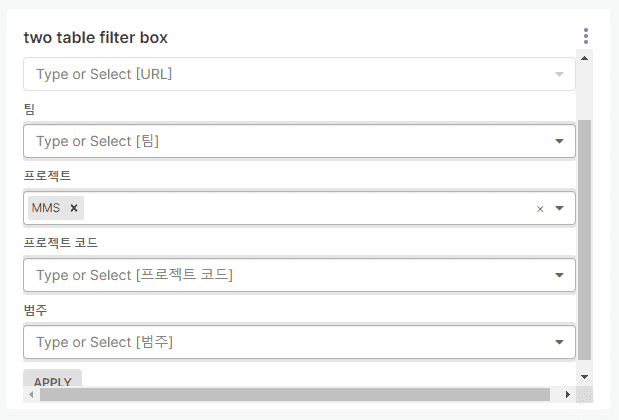 two table filter box
Type or Select [URL]
팀
Type or Select [팀]
프로젝트
MMS
프로젝트 코드
Type or Select [프로젝트 코드]
범주
Type or Select [범주]
APPLY